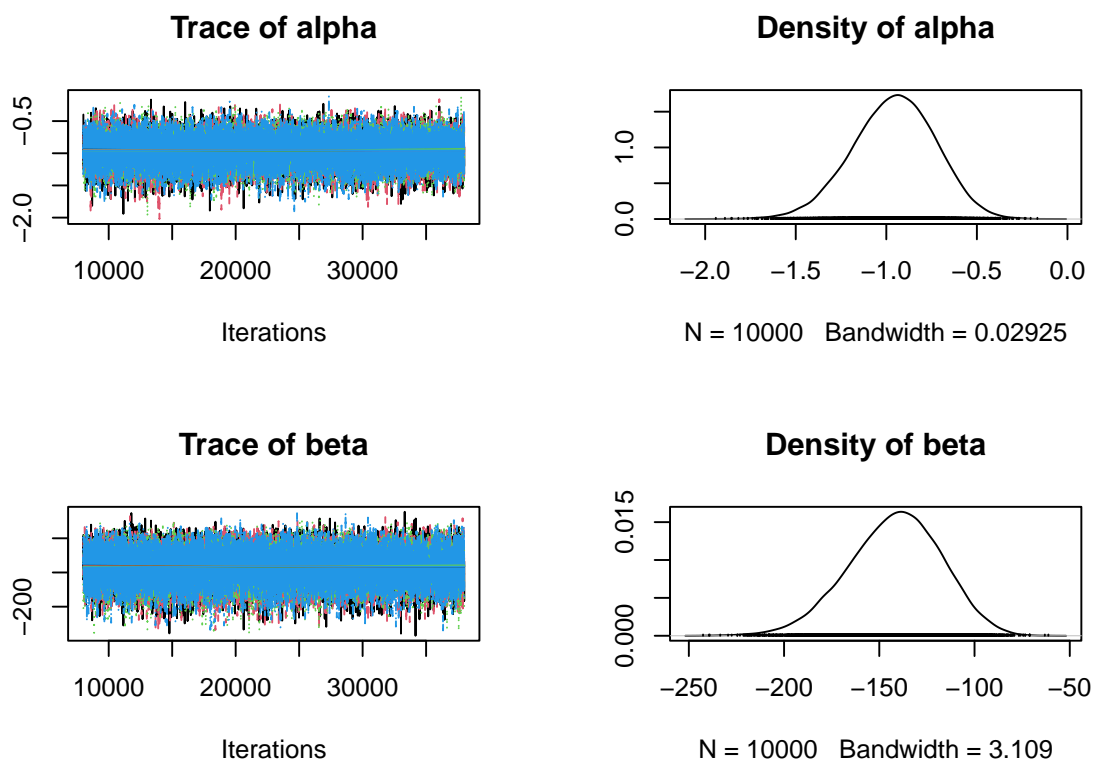 Trace of alpha
−0.5
−2.0
10000 20000 30000
Iterations
Density of alpha
1.0
0.0
−2.0 −1.5 −1.0 −0.5 0.0
N = 10000 Bandwidth = 0.02925
Trace of beta
−200
10000 20000 30000
Iterations
Density of beta
0.015
0.000
−250 −200 −150 −100 −50
N = 10000 Bandwidth = 3.109